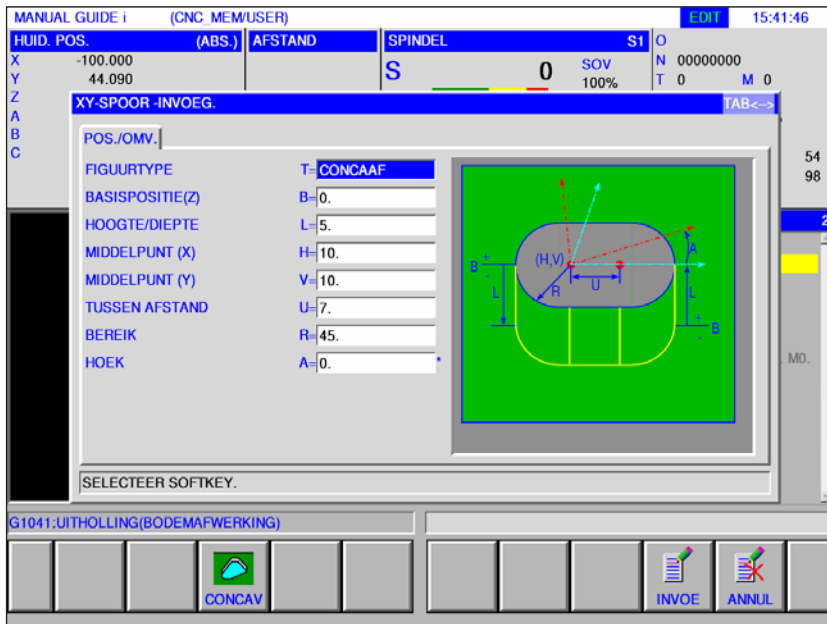 MANUAL GUIDE i (CNC_MEM/USER) EDIT 15:41:46
HUID. POS. (ABS.) AFSTAND SPINDEL S1 O
X -100.000 S 0 SOV 100% N 00000000
Y 44.090 T 0 M 0
Z
A
B
C
54
98
2
XY-SPOOR -INVOEG. TAB<-->
POS./OMV.
FIGUURTYPE T=CONCAAF
BASISPOSITIE(Z) B=0.
HOOGTE/DIEPTE L=5.
MIDDELPUNT (X) H=10.
MIDDELPUNT (Y) V=10.
TUSSEN AFSTAND U=7.
BEREIK R=45.
HOEK A=0. *
(H,V)
A
B + -
R
U
L
L
+ - B
M0.
SELECTEER SOFTKEY.
G1041:UITHOLLING(BODEMAFWERKING)
CONCAV INVOE ANNUL